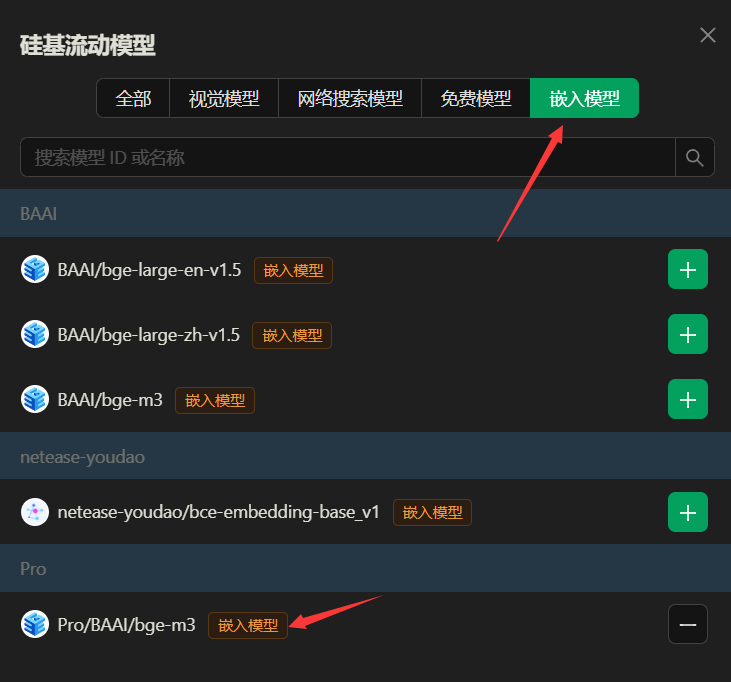 硅基流动模型
全部 视觉模型 网络搜索模型 免费模型 嵌入模型
搜索模型 ID 或名称
BAAI
BAAI/bge-large-en-v1.5 嵌入模型
BAAI/bge-large-zh-v1.5 嵌入模型
BAAI/bge-m3 嵌入模型
netease-youdao
netease-youdao/bce-embedding-base_v1 嵌入模型
Pro
Pro/BAAI/bge-m3 嵌入模型